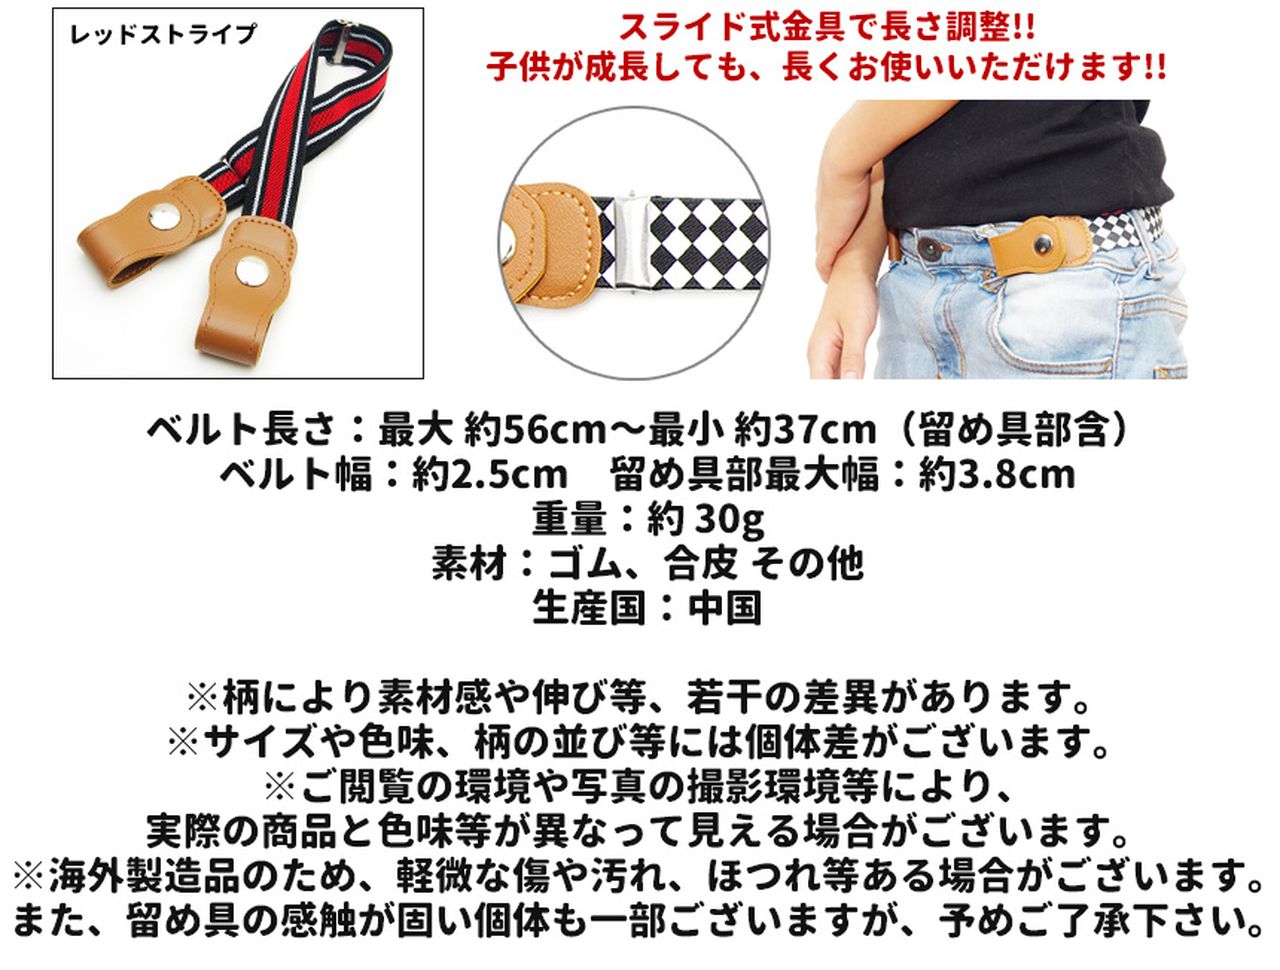 レッドストライプ
スライド式金具で長さ調整!!
子供が成長しても、長くお使いいただけます!!
ベルト長さ：最大 約56cm～最小 約37cm（留め具部含）
ベルト幅：約2.5cm　留め具部最大幅：約3.8cm
重量：約 30g
素材：ゴム、合皮 その他
生産国：中国
※柄により素材感や伸び等、若干の差異があります。
※サイズや色味、柄の並び等には個体差がございます。
※ご閲覧の環境や写真の撮影環境等により、
実際の商品と色味等が異なって見える場合がございます。
※海外製造品のため、軽微な傷や汚れ、ほつれ等ある場合がございます。
また、留め具の感触が固い個体も一部ございますが、予めご了承下さい。